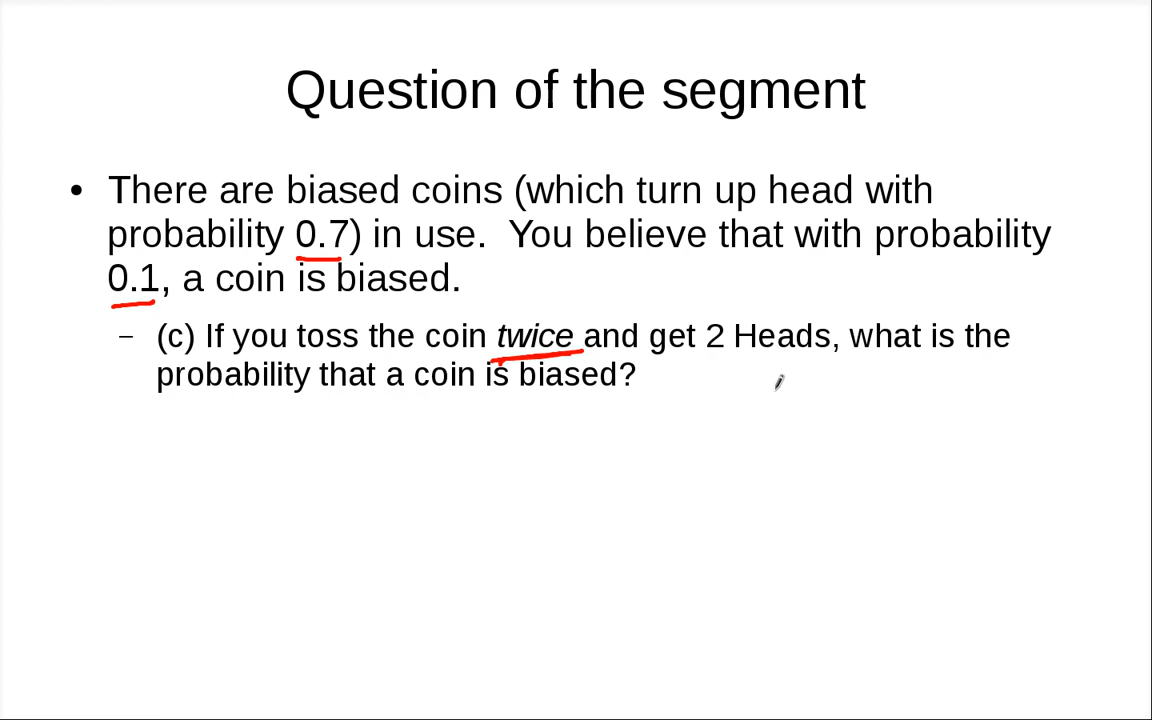 Question of the segment
• There are biased coins (which turn up head with
probability 0.7) in use.  You believe that with probability
0.1, a coin is biased.
– (c) If you toss the coin twice and get 2 Heads, what is the
probability that a coin is biased?